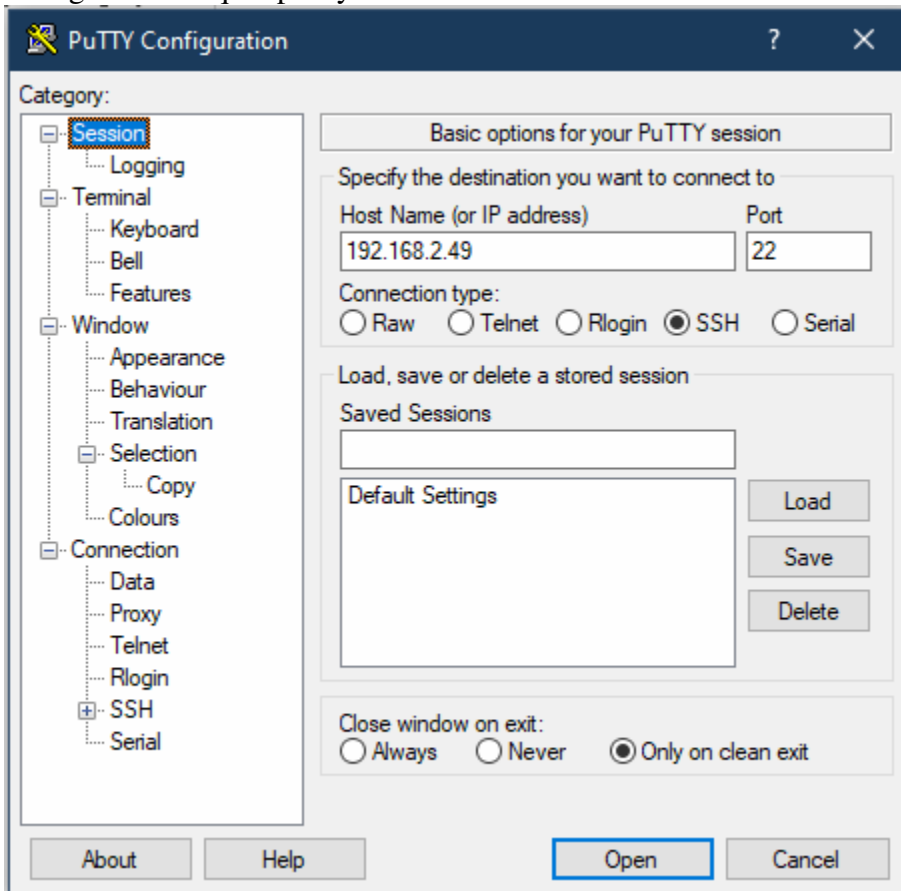 PuTTY Configuration
?
Category:
Session
Logging
Terminal
Keyboard
Bell
Features
Window
Appearance
Behaviour
Translation
Selection
Copy
Colours
Connection
Data
Proxy
Telnet
Rlogin
SSH
Serial
Basic options for your PuTTY session
Specify the destination you want to connect to
Host Name (or IP address) Port
192.168.2.49 22
Connection type:
Raw Telnet Rlogin SSH Serial
Load, save or delete a stored session
Saved Sessions
Default Settings
Load
Save
Delete
Close window on exit:
Always Never Only on clean exit
About Help Open Cancel